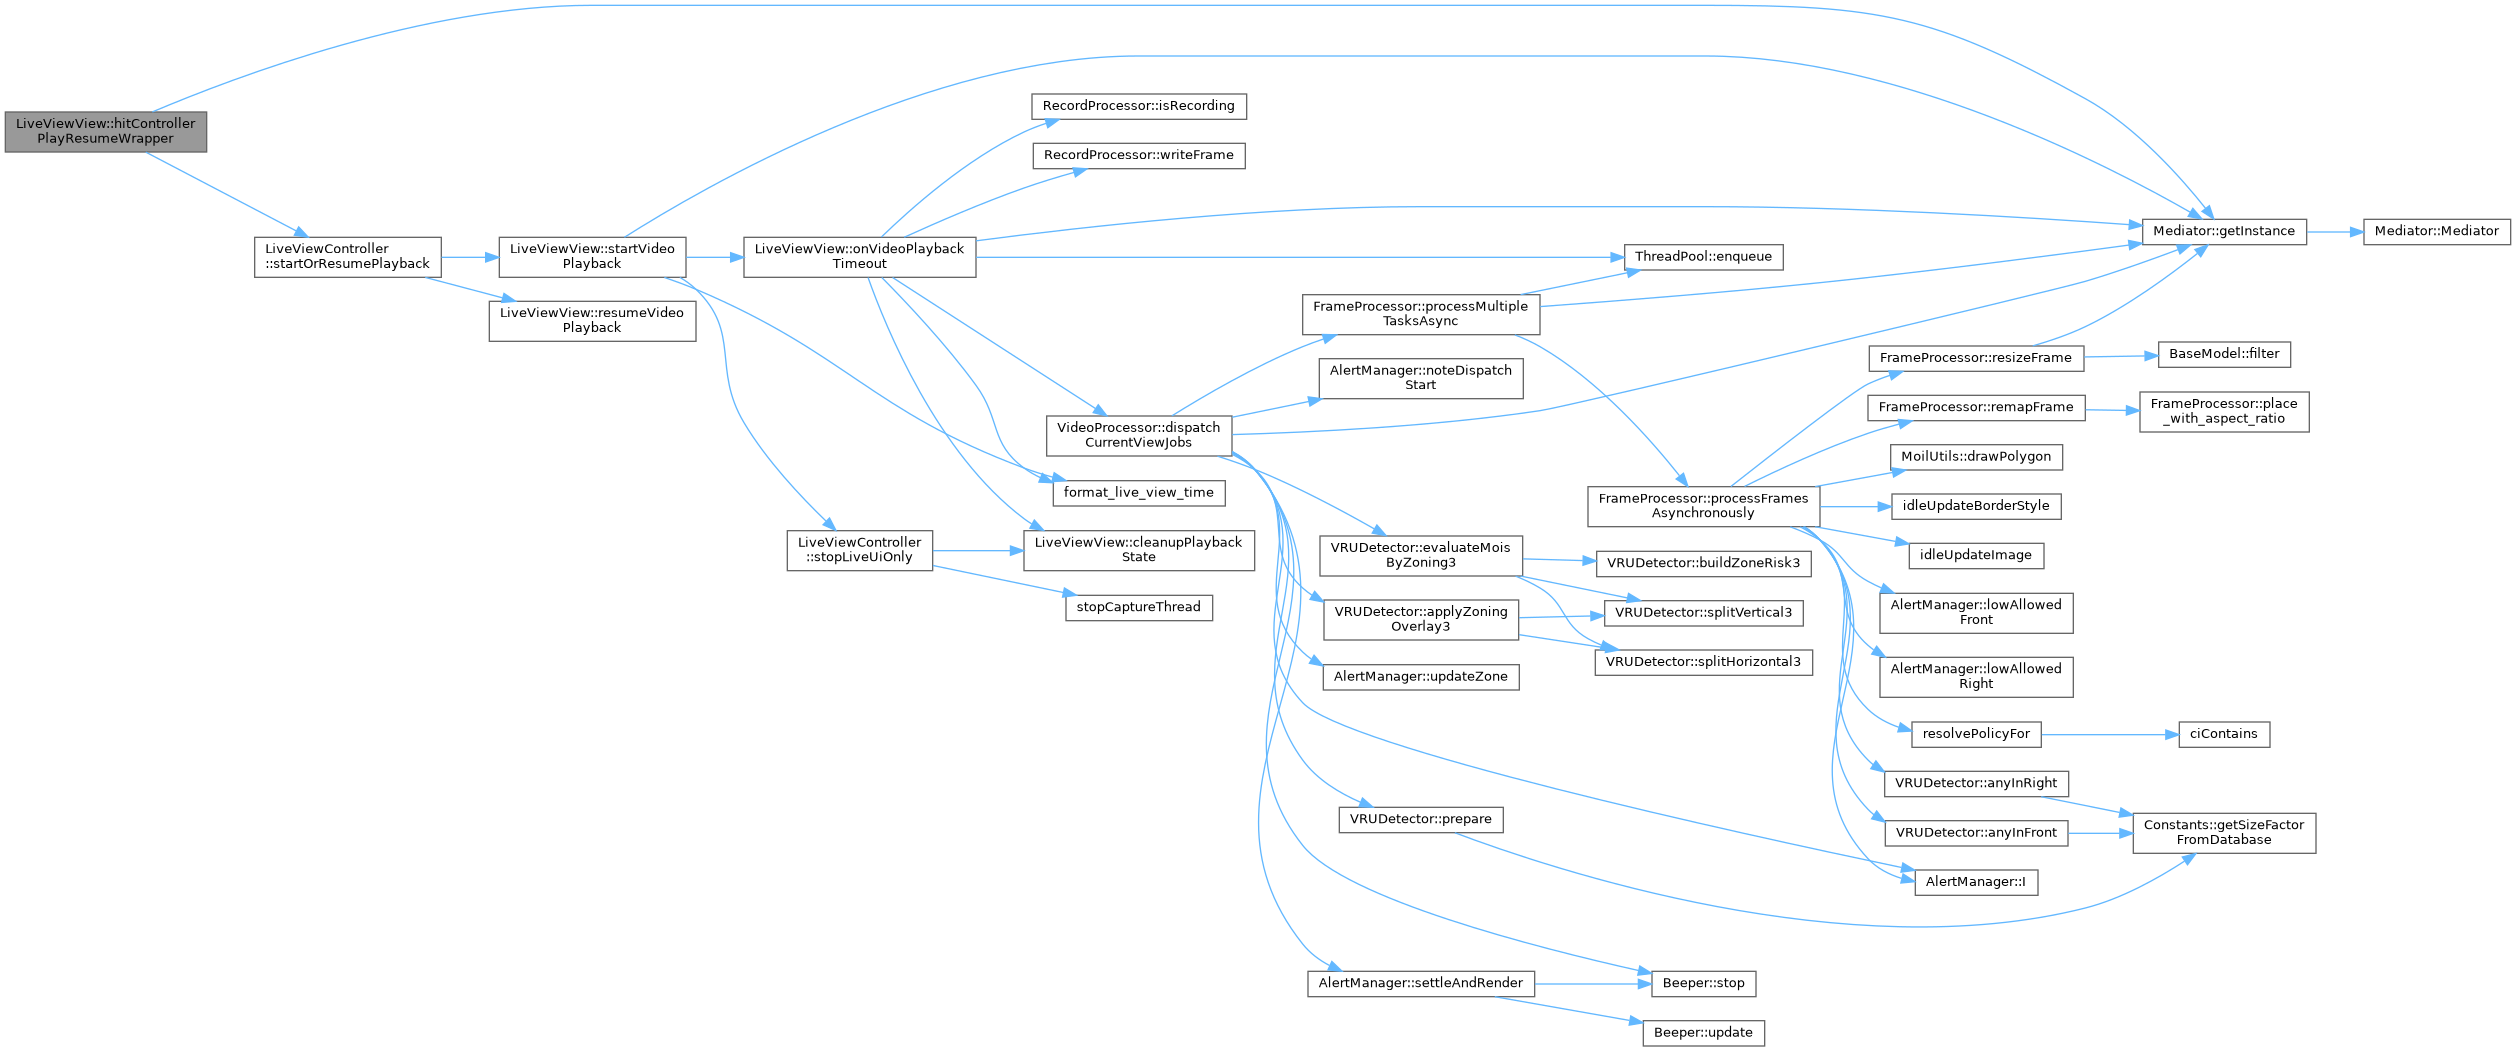 LiveViewView::hitController
PlayResumeWrapper
LiveViewController
::startOrResumePlayback
LiveViewView::startVideo
Playback
LiveViewView::resumeVideo
Playback
LiveViewView::onVideoPlayback
Timeout
LiveViewController
::stopLiveUiOnly
RecordProcessor::isRecording
RecordProcessor::writeFrame
VideoProcessor::dispatch
CurrentViewJobs
format_live_view_time
LiveViewView::cleanupPlayback
State
stopCaptureThread
FrameProcessor::processMultiple
TasksAsync
AlertManager::noteDispatch
Start
VRUDetector::evaluateMois
ByZoning3
VRUDetector::applyZoning
Overlay3
AlertManager::updateZone
VRUDetector::prepare
AlertManager::settleAndRender
ThreadPool::enqueue
FrameProcessor::processFrames
Asynchronously
VRUDetector::buildZoneRisk3
VRUDetector::splitVertical3
VRUDetector::splitHorizontal3
Beeper::stop
Beeper::update
FrameProcessor::resizeFrame
FrameProcessor::remapFrame
MoilUtils::drawPolygon
idleUpdateBorderStyle
idleUpdateImage
AlertManager::lowAllowed
Front
AlertManager::lowAllowed
Right
resolvePolicyFor
VRUDetector::anyInRight
VRUDetector::anyInFront
AlertManager::I
Mediator::getInstance
BaseModel::filter
FrameProcessor::place
_with_aspect_ratio
ciContains
Constants::getSizeFactor
FromDatabase
Mediator::Mediator